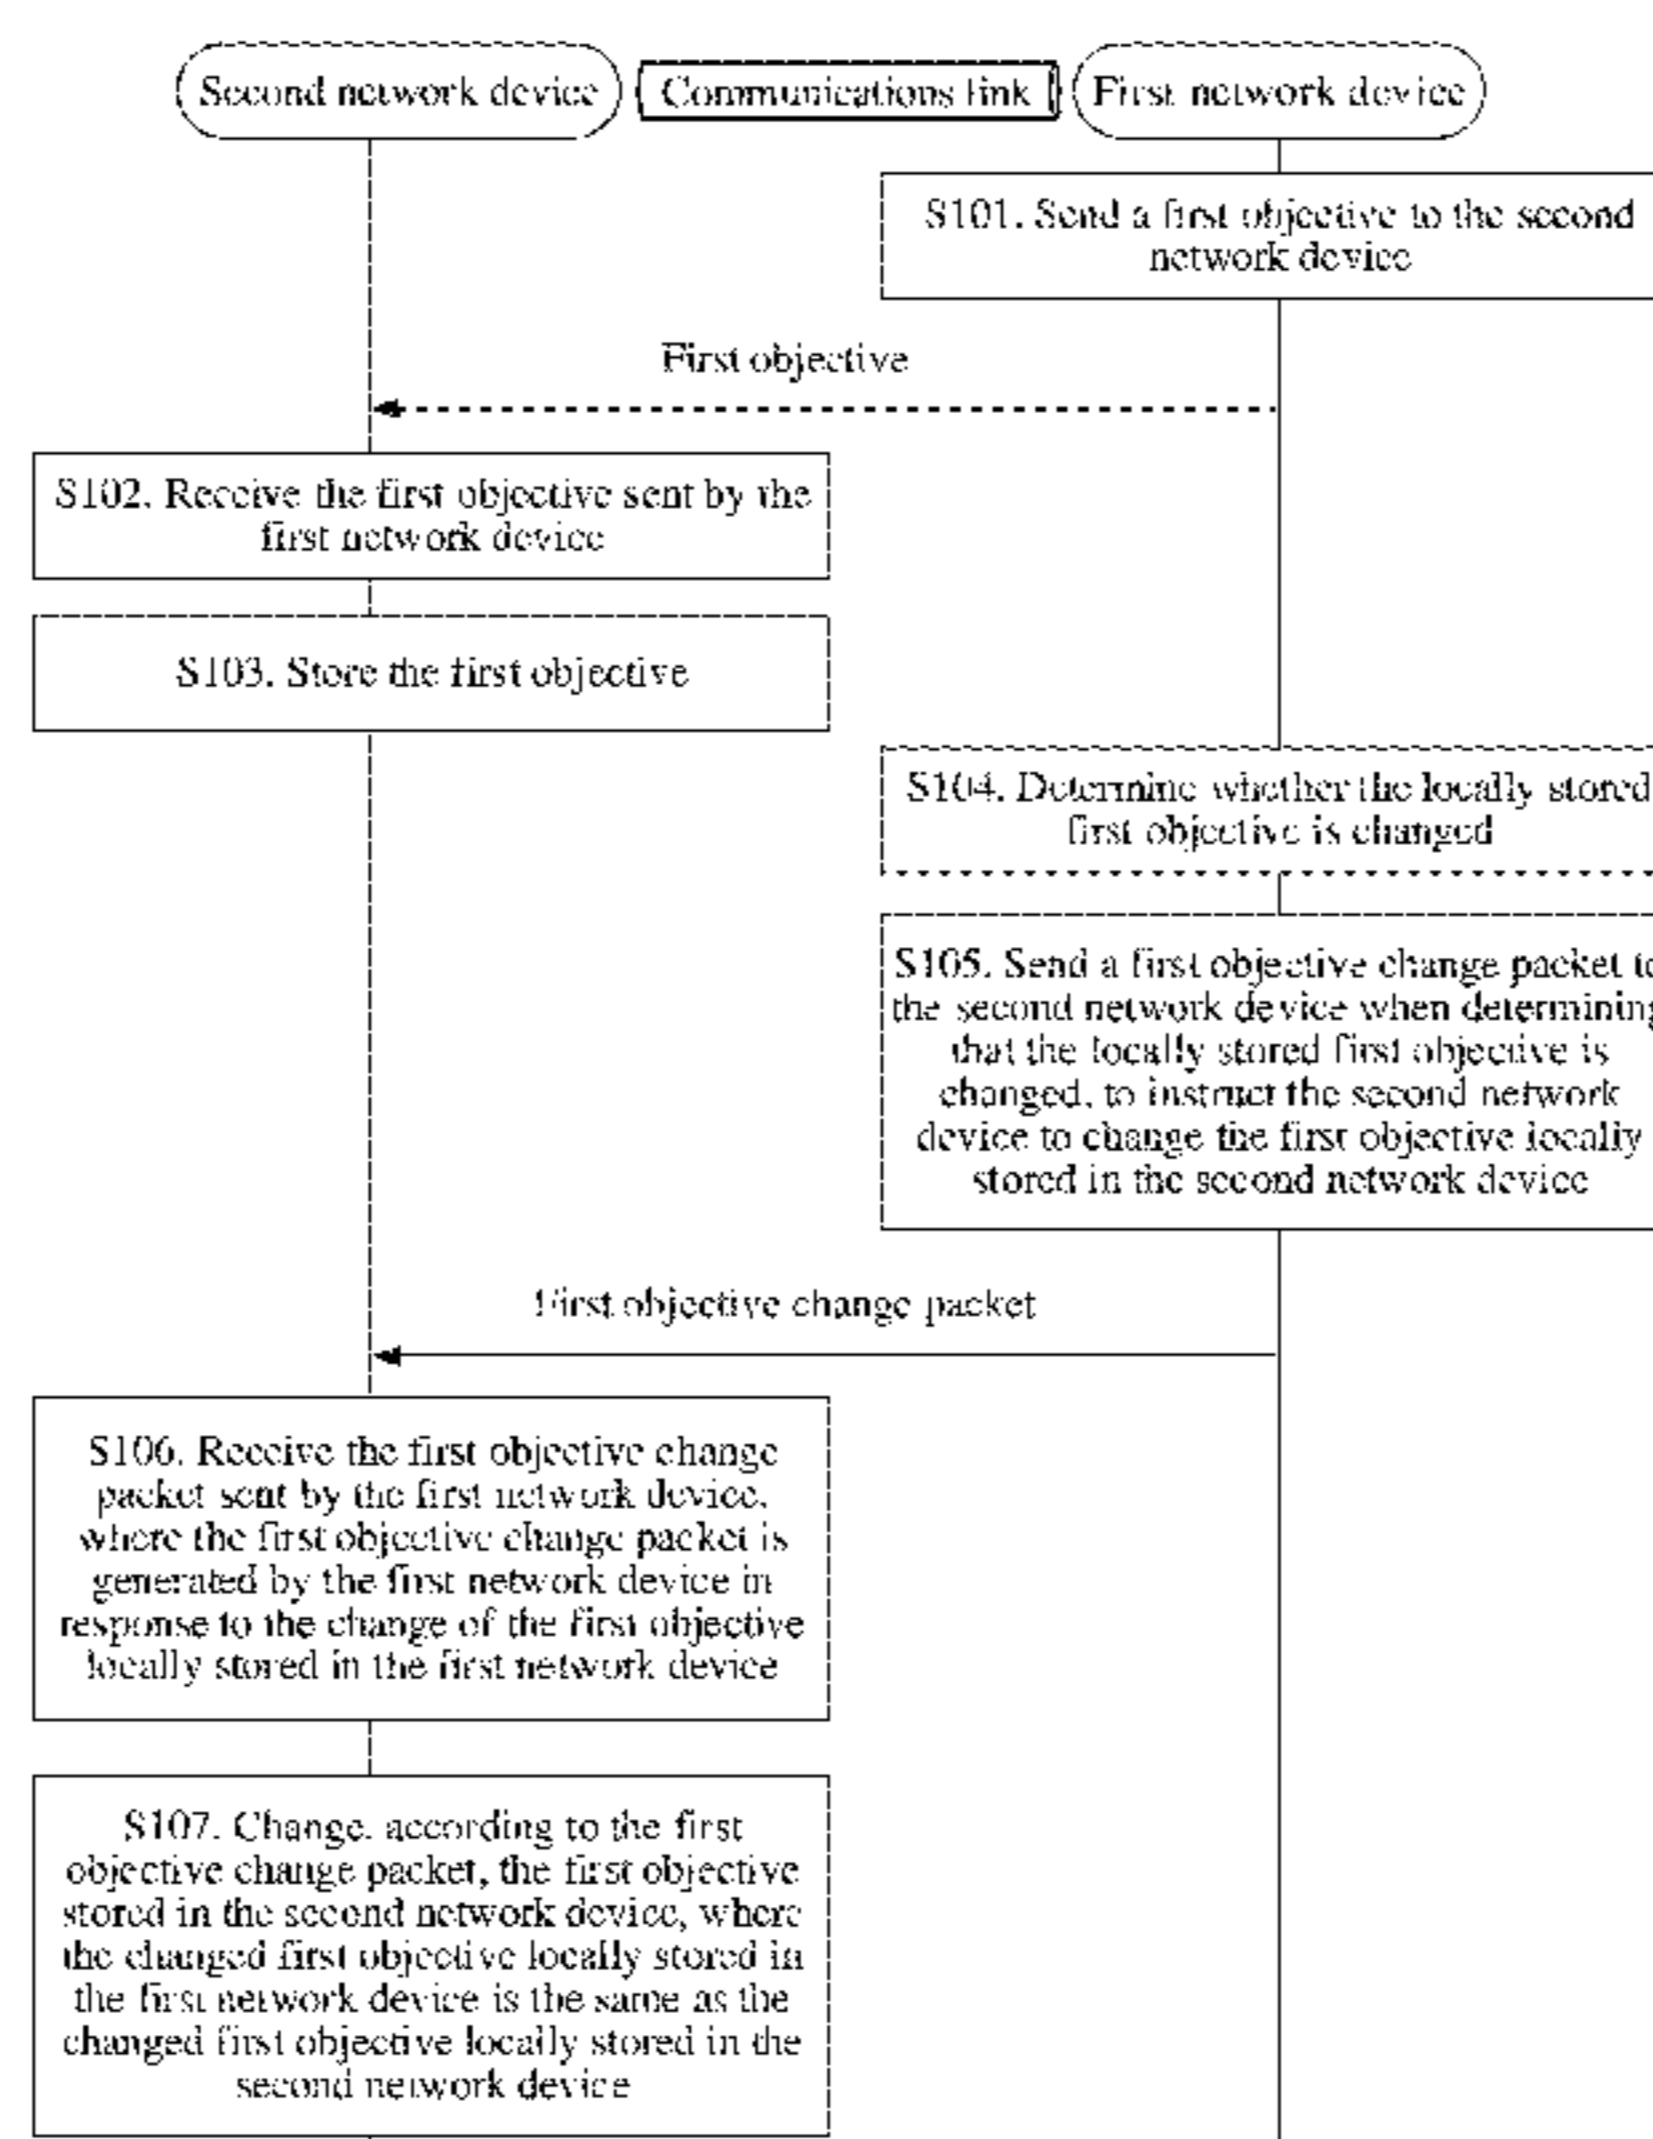 Second network device
Communications link
First network device
S101. Send a first objective to the second
network device
First objective
S102. Receive the first objective sent by the
first network device
S103. Store the first objective
S104. Determine whether the locally stored
first objective is changed
S105. Send a first objective change packet to
the second network device when determining
that the locally stored first objective is
changed, to instruct the second network
device to change the first objective locally
stored in the second network device
First objective change packet
S106. Receive the first objective change
packet sent by the first network device,
where the first objective change packet is
generated by the first network device in
response to the change of the first objective
locally stored in the first network device
S107. Change, according to the first
objective change packet, the first objective
stored in the second network device, where
the changed first objective locally stored in
the first network device is the same as the
changed first objective locally stored in the
second network device